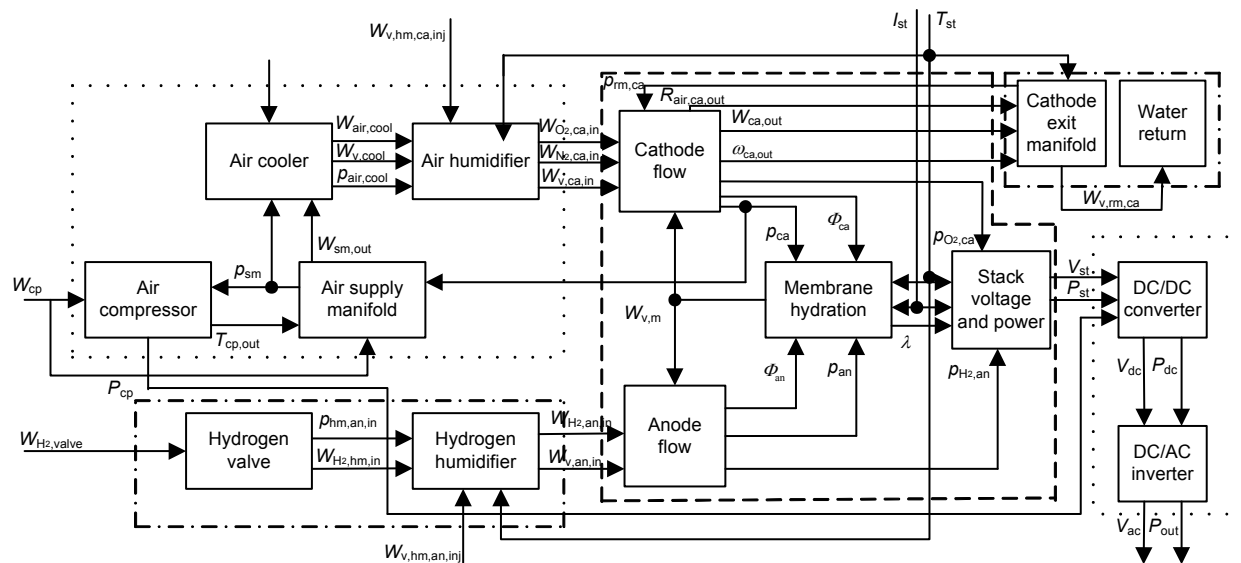 I_st T_st
W_v,hm,ca,inj
p_rm,ca
R_air,ca,out
Cathode
exit
manifold
Water
return
W_air,cool
W_v,cool
p_air,cool
Air cooler
Air humidifier
W_O2,ca,in
W_N2,ca,in
W_v,ca,in
Cathode
flow
W_ca,out
ω_ca,out
W_v,rm,ca
Φ_ca
p_ca
p_O2,ca
W_sm,out
p_sm
W_cp
Air
compressor
Air supply
manifold
T_cp,out
P_cp
W_v,m
Membrane
hydration
λ
Stack
voltage
and power
V_st
P_st
DC/DC
converter
Φ_an
p_an
p_H2,an
V_dc P_dc
W_H2,valve
Hydrogen
valve
p_hm,an,in
W_H2,hm,in
Hydrogen
humidifier
W_H2,an,in
W_v,an,in
Anode
flow
DC/AC
inverter
W_v,hm,an,inj
V_ac P_out